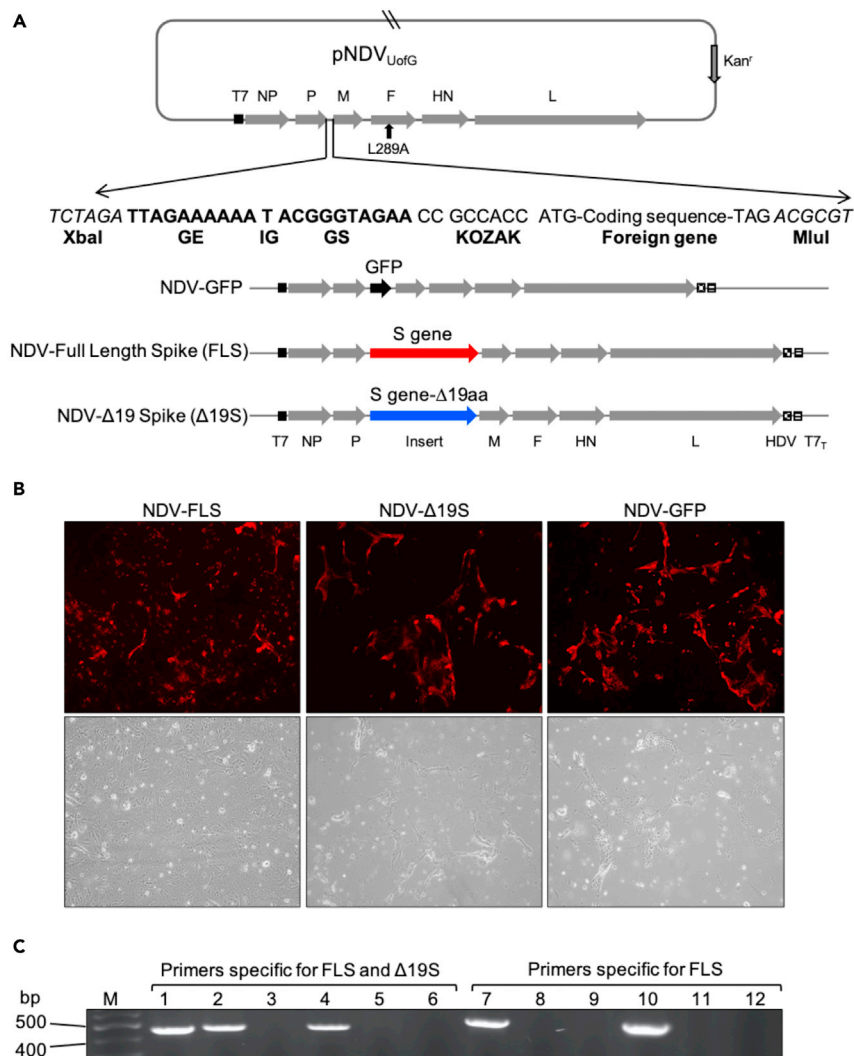 A
pNDV UofG
Kanʳ
T7 NP P M F HN L
L289A
TCTAGA TTAGAAAAAA T ACGGGTAGAA CC GCCACC ATG-Coding sequence-TAG ACGCGT
XbaI GE IG GS KOZAK Foreign gene MluI
GFP
NDV-GFP
S gene
NDV-Full Length Spike (FLS)
S gene-Δ19aa
NDV-Δ19 Spike (Δ19S)
T7 NP P Insert M F HN L HDV T7T
B
NDV-FLS NDV-Δ19S NDV-GFP
C
Primers specific for FLS and Δ19S Primers specific for FLS
bp M 1 2 3 4 5 6 7 8 9 10 11 12
500
400